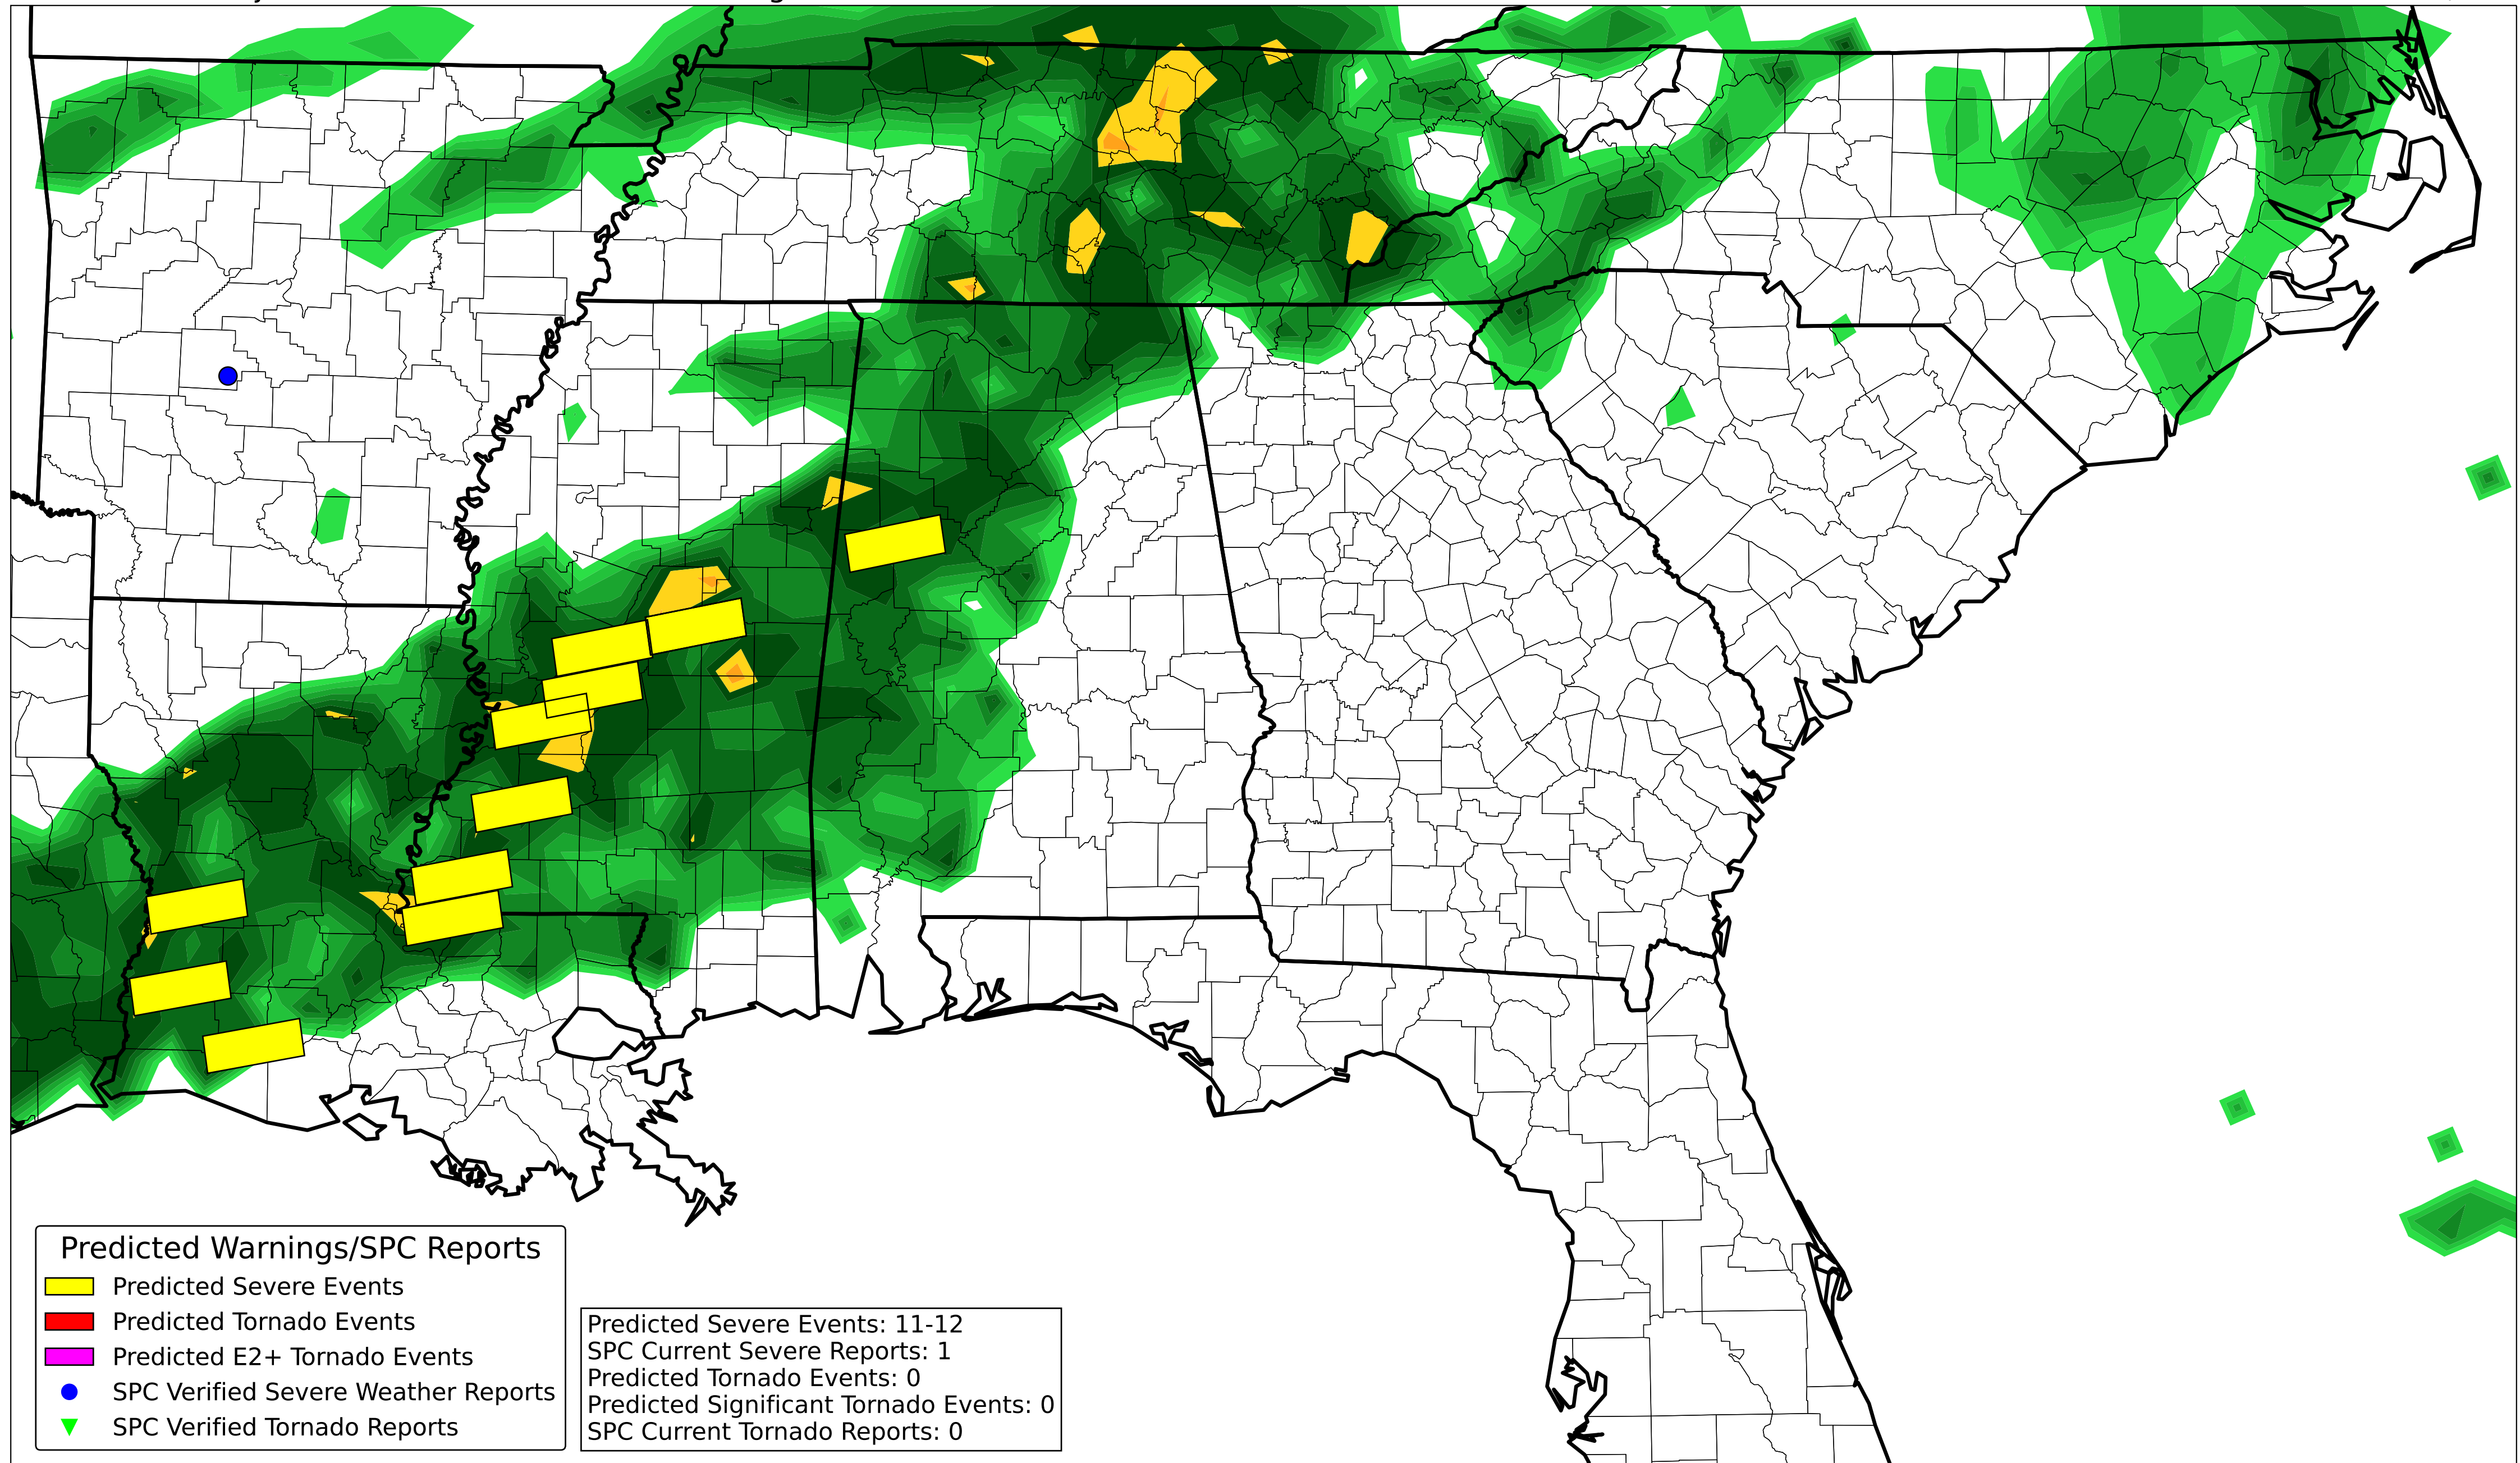 Predicted Warnings/SPC Reports
Predicted Severe Events
Predicted Tornado Events
Predicted E2+ Tornado Events
SPC Verified Severe Weather Reports
SPC Verified Tornado Reports
Predicted Severe Events: 11-12
SPC Current Severe Reports: 1
Predicted Tornado Events: 0
Predicted Significant Tornado Events: 0
SPC Current Tornado Reports: 0